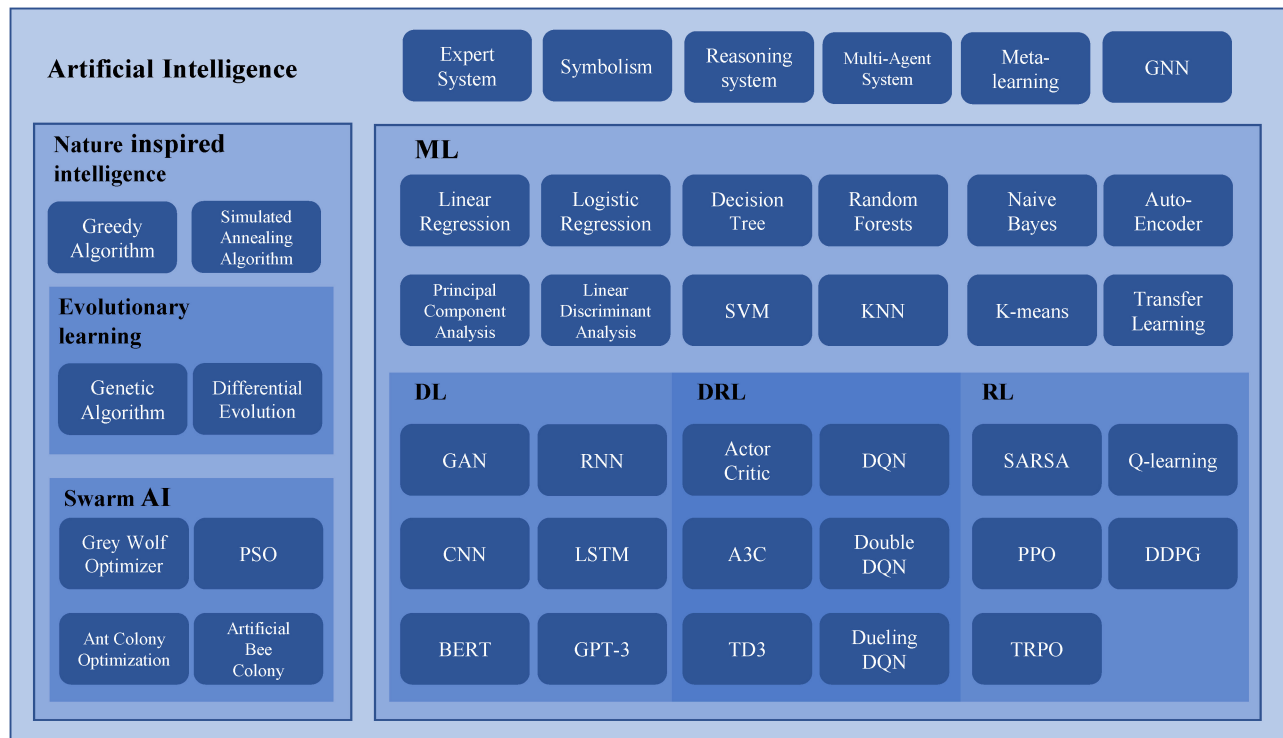 Artificial Intelligence
Expert
System
Symbolism
Reasoning
system
Multi-Agent
System
Meta-
learning
GNN
Nature inspired
intelligence
Greedy
Algorithm
Simulated
Annealing
Algorithm
Evolutionary
learning
Genetic
Algorithm
Differential
Evolution
Swarm AI
Grey Wolf
Optimizer
PSO
Ant Colony
Optimization
Artificial
Bee
Colony
ML
Linear
Regression
Logistic
Regression
Decision
Tree
Random
Forests
Naive
Bayes
Auto-
Encoder
Principal
Component
Analysis
Linear
Discriminant
Analysis
SVM
KNN
K-means
Transfer
Learning
DL
GAN
RNN
CNN
LSTM
BERT
GPT-3
DRL
Actor
Critic
DQN
A3C
Double
DQN
TD3
Dueling
DQN
RL
SARSA
Q-learning
PPO
DDPG
TRPO